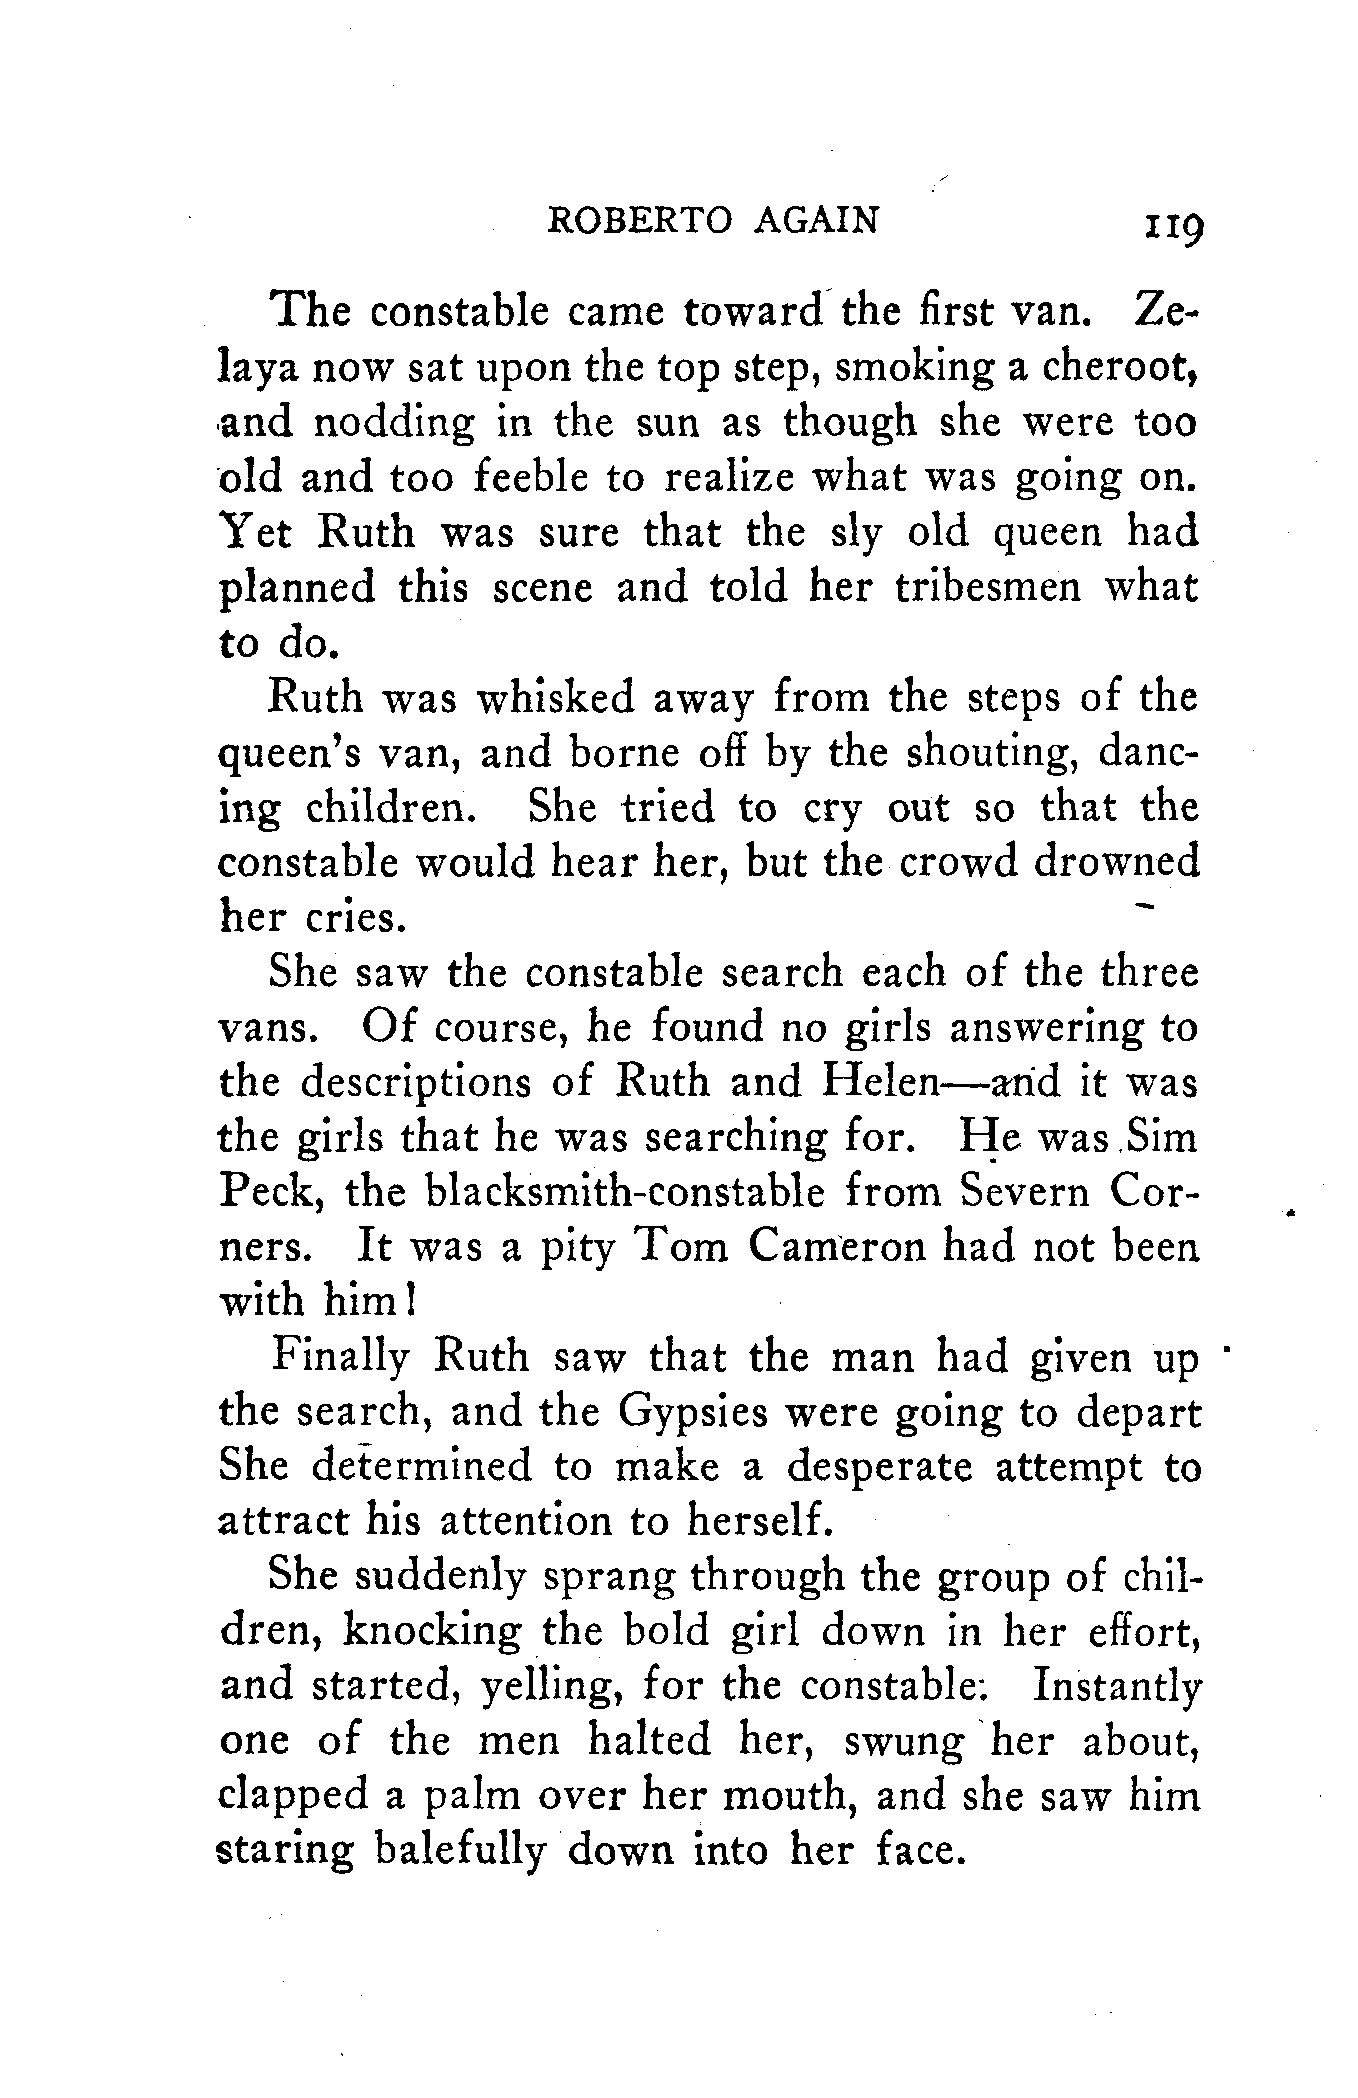 ROBERTO AGAIN 119
The constable came toward the first van. Ze-
laya now sat upon the top step, smoking a cheroot,
and nodding in the sun as though she were too
old and too feeble to realize what was going on.
Yet Ruth was sure that the sly old queen had
planned this scene and told her tribesmen what
to do.
Ruth was whisked away from the steps of the
queen's van, and borne off by the shouting, danc-
ing children. She tried to cry out so that the
constable would hear her, but the crowd drowned
her cries.
She saw the constable search each of the three
vans. Of course, he found no girls answering to
the descriptions of Ruth and Helen—and it was
the girls that he was searching for. He was Sim
Peck, the blacksmith-constable from Severn Cor-
ners. It was a pity Tom Cameron had not been
with him!
Finally Ruth saw that the man had given up
the search, and the Gypsies were going to depart
She determined to make a desperate attempt to
attract his attention to herself.
She suddenly sprang through the group of chil-
dren, knocking the bold girl down in her effort,
and started, yelling, for the constable. Instantly
one of the men halted her, swung her about,
clapped a palm over her mouth, and she saw him
staring balefully down into her face.